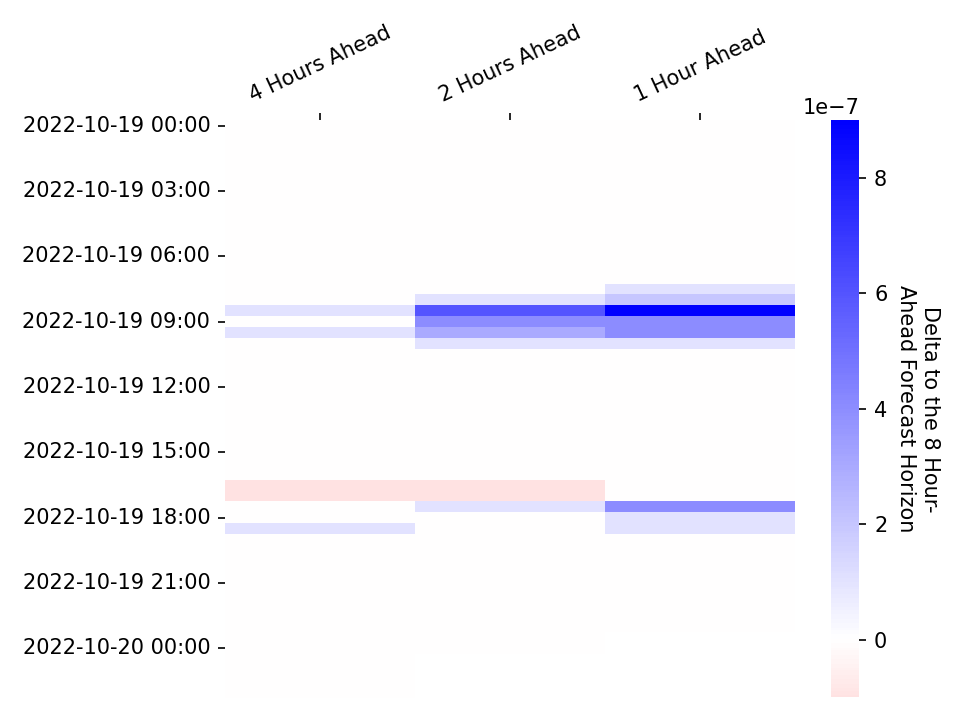 4 Hours Ahead
2 Hours Ahead
1 Hour Ahead
1e−7
2022-10-19 00:00
2022-10-19 03:00
2022-10-19 06:00
2022-10-19 09:00
2022-10-19 12:00
2022-10-19 15:00
2022-10-19 18:00
2022-10-19 21:00
2022-10-20 00:00
8
6
4
2
0
Delta to the 8 Hour-
Ahead Forecast Horizon